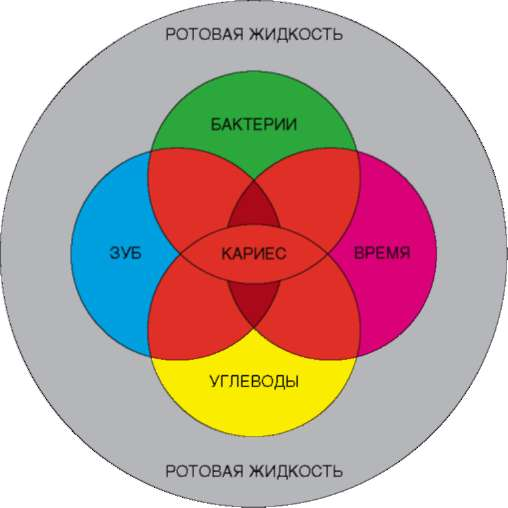 РОТОВАЯ ЖИДКОСТЬ
БАКТЕРИИ
ЗУБ
КАРИЕС
ВРЕМЯ
УГЛЕВОДЫ
РОТОВАЯ ЖИДКОСТЬ